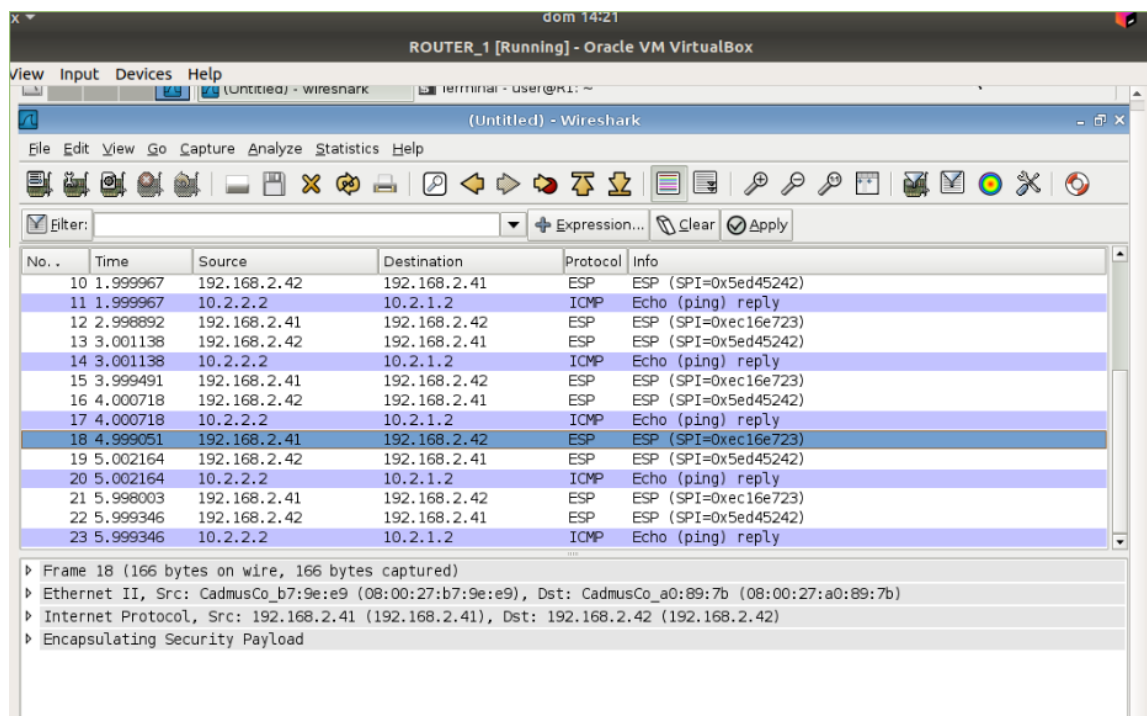 x dom 14:21
ROUTER_1 [Running] - Oracle VM VirtualBox
View Input Devices Help
(Untitled) - Wireshark Terminal - user@R1: ~
(Untitled) - Wireshark
File Edit View Go Capture Analyze Statistics Help
Filter: Expression... Clear Apply
No. . Time Source Destination Protocol Info
10 1.999967 192.168.2.42 192.168.2.41 ESP ESP (SPI=0x5ed45242)
11 1.999967 10.2.2.2 10.2.1.2 ICMP Echo (ping) reply
12 2.998892 192.168.2.41 192.168.2.42 ESP ESP (SPI=0xec16e723)
13 3.001138 192.168.2.42 192.168.2.41 ESP ESP (SPI=0x5ed45242)
14 3.001138 10.2.2.2 10.2.1.2 ICMP Echo (ping) reply
15 3.999491 192.168.2.41 192.168.2.42 ESP ESP (SPI=0xec16e723)
16 4.000718 192.168.2.42 192.168.2.41 ESP ESP (SPI=0x5ed45242)
17 4.000718 10.2.2.2 10.2.1.2 ICMP Echo (ping) reply
18 4.999051 192.168.2.41 192.168.2.42 ESP ESP (SPI=0xec16e723)
19 5.002164 192.168.2.42 192.168.2.41 ESP ESP (SPI=0x5ed45242)
20 5.002164 10.2.2.2 10.2.1.2 ICMP Echo (ping) reply
21 5.998003 192.168.2.41 192.168.2.42 ESP ESP (SPI=0xec16e723)
22 5.999346 192.168.2.42 192.168.2.41 ESP ESP (SPI=0x5ed45242)
23 5.999346 10.2.2.2 10.2.1.2 ICMP Echo (ping) reply
Frame 18 (166 bytes on wire, 166 bytes captured)
Ethernet II, Src: CadmusCo_b7:9e:e9 (08:00:27:b7:9e:e9), Dst: CadmusCo_a0:89:7b (08:00:27:a0:89:7b)
Internet Protocol, Src: 192.168.2.41 (192.168.2.41), Dst: 192.168.2.42 (192.168.2.42)
Encapsulating Security Payload